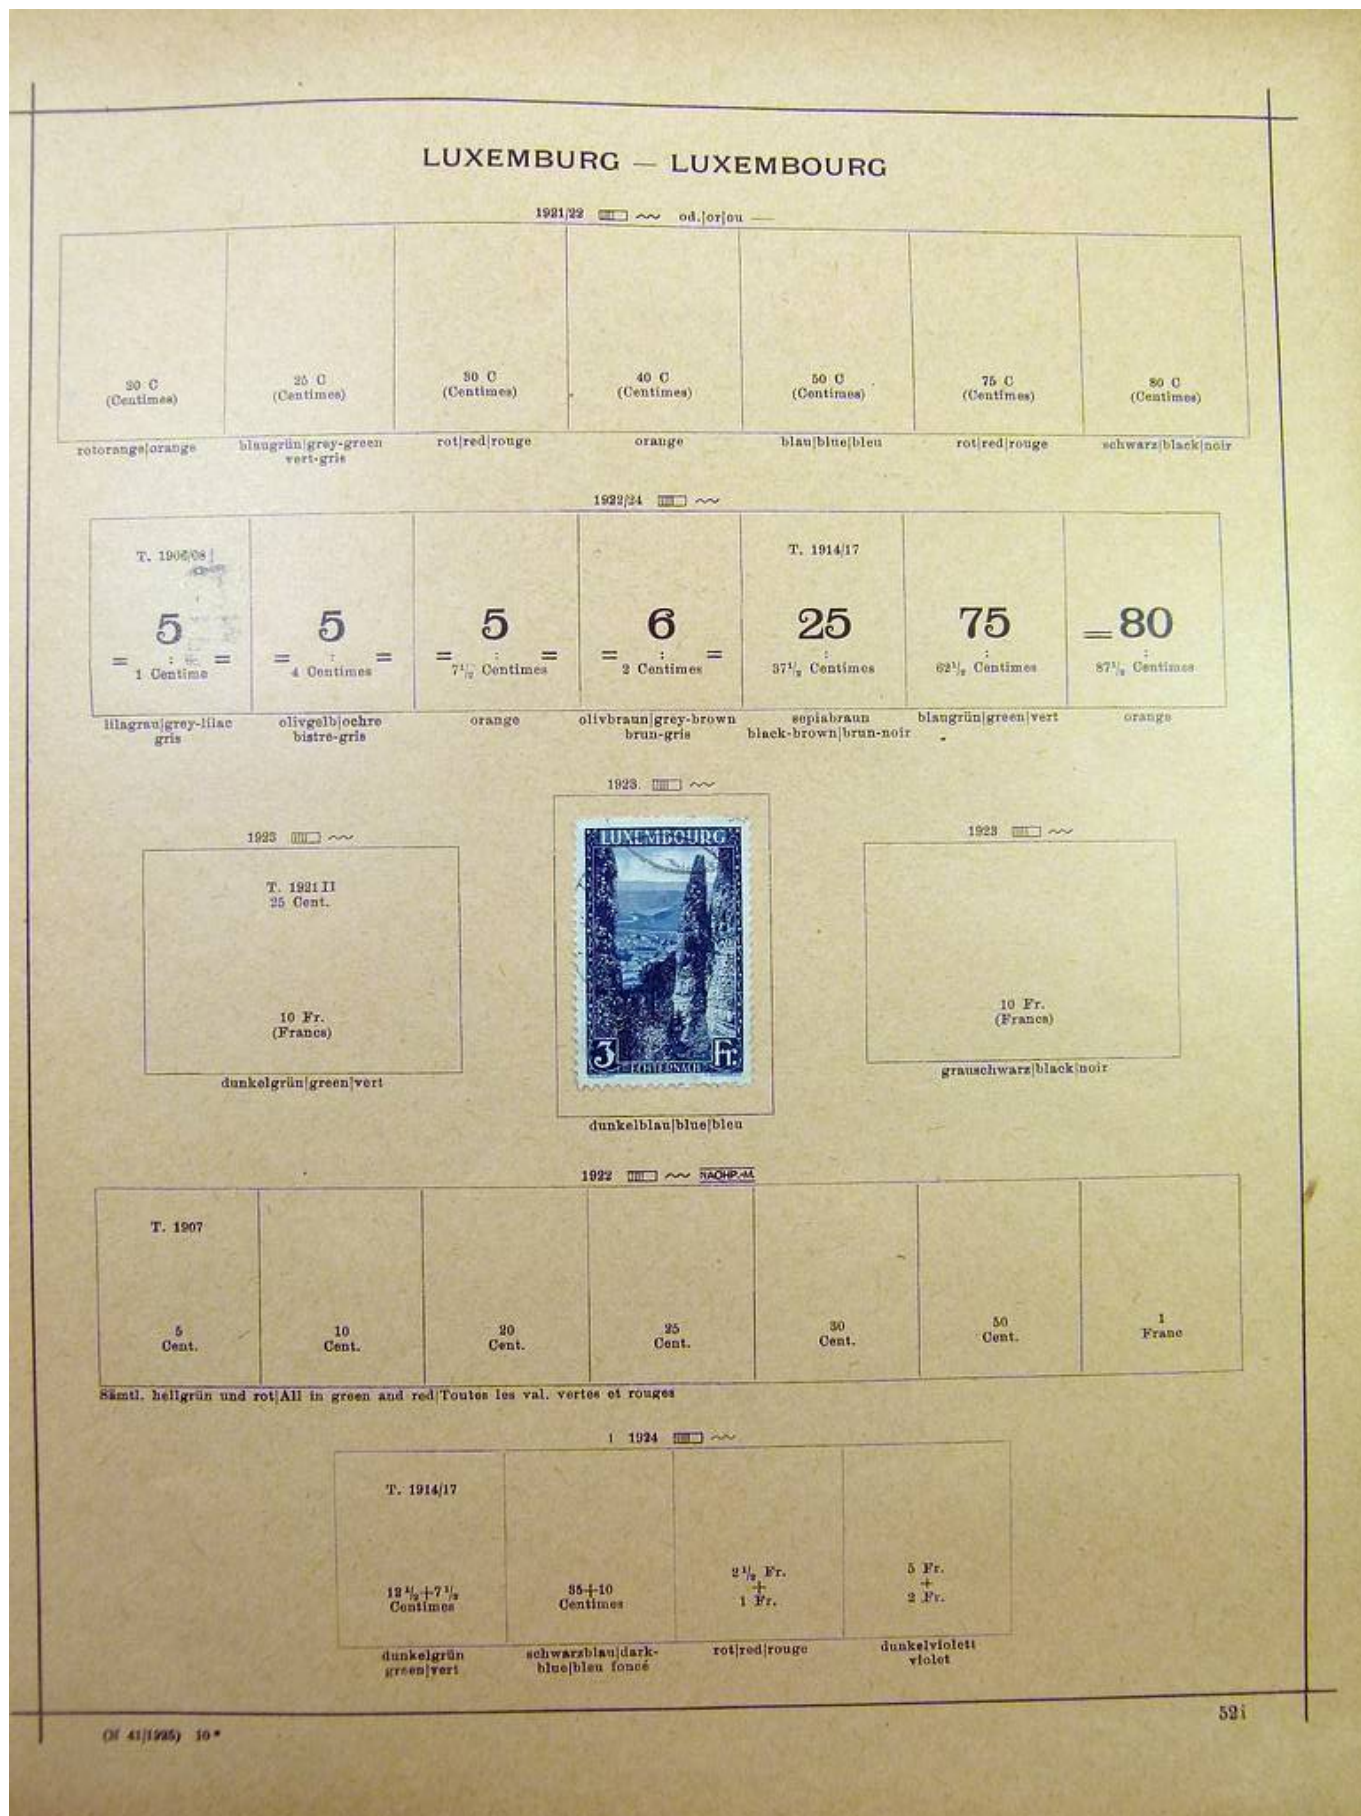 LUXEMBURG — LUXEMBOURG
1921/22 od.|or|ou —
20 C 25 C 30 C 40 C 50 C 75 C 80 C
(Centimes) (Centimes) (Centimes) (Centimes) (Centimes) (Centimes) (Centimes)
rotorange|orange blaugrün|grey-green rot|red|rouge orange blau|blue|bleu rot|red|rouge schwarz|black|noir
vert-gris
1922/24
T. 1906/08 T. 1914/17
5 5 5 6 25 75 =80
= : = = : = = : = = : = : : :
1 Centime 4 Centimes 7½ Centimes 2 Centimes 37½ Centimes 62½ Centimes 87½ Centimes
lilagrau|grey-lilac olivgelb|ochre orange olivbraun|grey-brown sepiabraun blaugrün|green|vert orange
gris bistre-gris brun-gris black-brown|brun-noir
1923
T. 1921 II
25 Cent.
10 Fr.
(Francs)
dunkelgrün|green|vert
1923.
LUXEMBOURG
3 Fr.
ECHTERNACH
dunkelblau|blue|bleu
1923
10 Fr.
(Francs)
grauschwarz|black|noir
1922 NACHP.-M.
T. 1907
5 10 20 25 30 50 1
Cent. Cent. Cent. Cent. Cent. Cent. Franc
Sämtl. hellgrün und rot|All in green and red|Toutes les val. vertes et rouges
1924
T. 1914/17
12½+7½ Centimes
35+10 Centimes
2½ Fr. + 1 Fr.
5 Fr. + 2 Fr.
dunkelgrün schwarzblau|dark- rot|red|rouge dunkelviolett
green|vert blue|bleu foncé violet
52i
41/1925) 10*